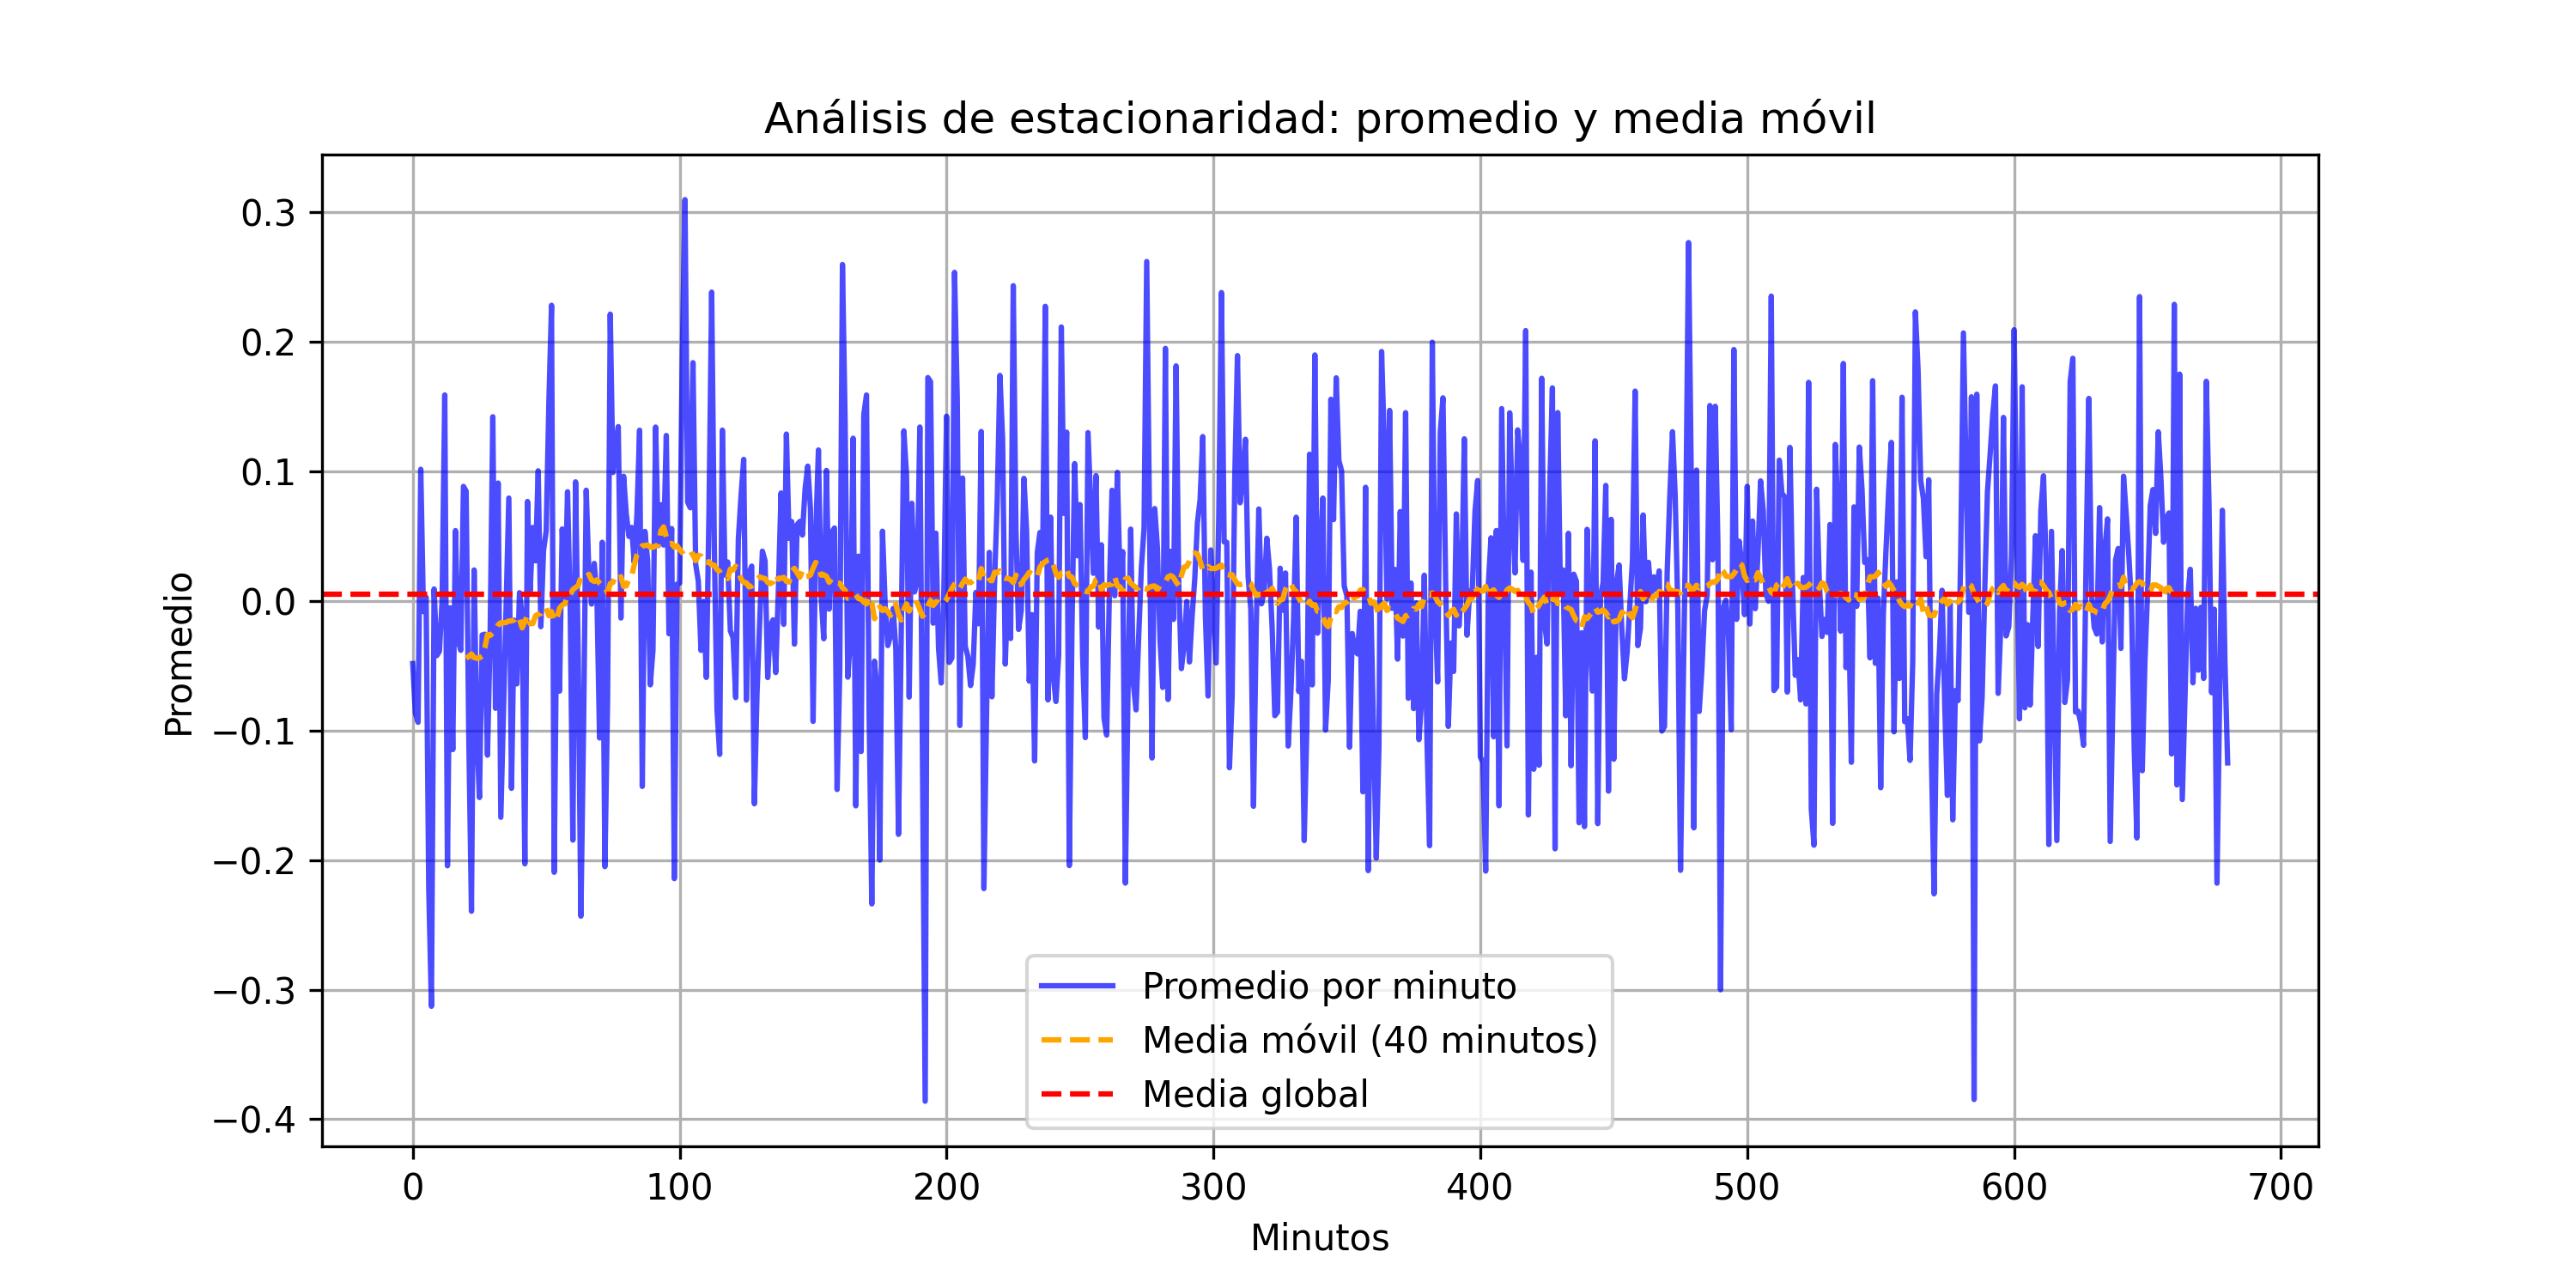 Análisis de estacionaridad: promedio y media móvil
Promedio
0.3
0.2
0.1
0.0
−0.1
−0.2
−0.3
−0.4
Promedio por minuto
Media móvil (40 minutos)
Media global
0 100 200 300 400 500 600 700
Minutos